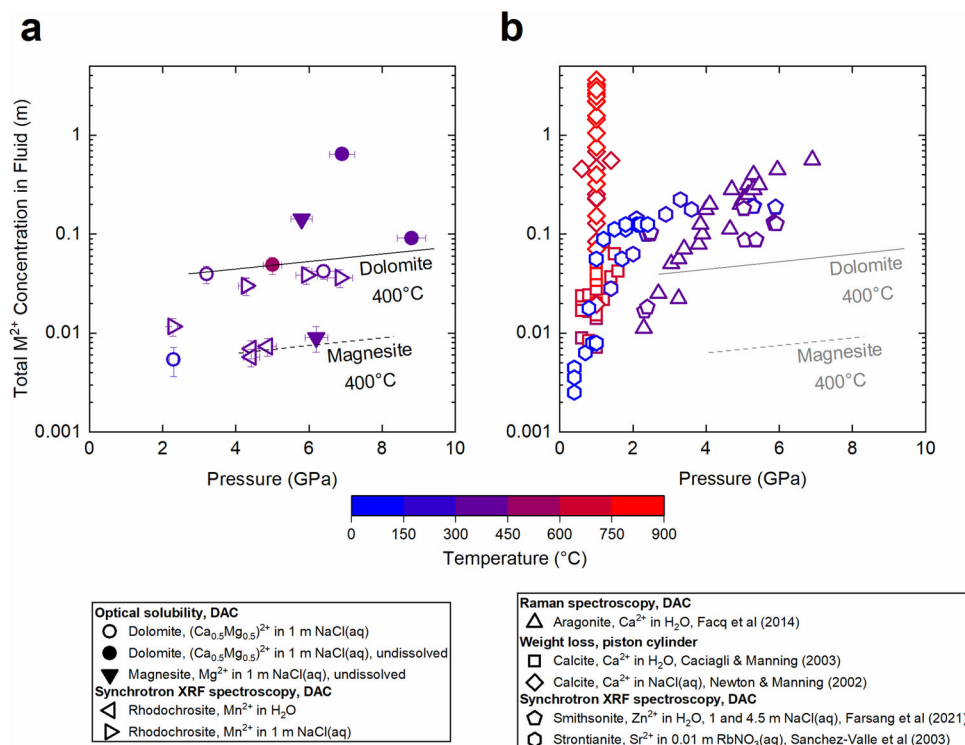 a
b
Total M²⁺ Concentration in Fluid (m)
1
0.1
0.01
0.001
Dolomite
400°C
Magnesite
400°C
0 2 4 6 8 10
Pressure (GPa)
1
0.1
0.01
0.001
Dolomite
400°C
Magnesite
400°C
0 2 4 6 8 10
Pressure (GPa)
0 150 300 450 600 750 900
Temperature (°C)
Optical solubility, DAC
Dolomite, (Ca₀.₅Mg₀.₅)²⁺ in 1 m NaCl(aq)
Dolomite, (Ca₀.₅Mg₀.₅)²⁺ in 1 m NaCl(aq), undissolved
Magnesite, Mg²⁺ in 1 m NaCl(aq), undissolved
Synchrotron XRF spectroscopy, DAC
Rhodochrosite, Mn²⁺ in H₂O
Rhodochrosite, Mn²⁺ in 1 m NaCl(aq)
Raman spectroscopy, DAC
Aragonite, Ca²⁺ in H₂O, Facq et al (2014)
Weight loss, piston cylinder
Calcite, Ca²⁺ in H₂O, Caciagli & Manning (2003)
Calcite, Ca²⁺ in NaCl(aq), Newton & Manning (2002)
Synchrotron XRF spectroscopy, DAC
Smithsonite, Zn²⁺ in H₂O, 1 and 4.5 m NaCl(aq), Farsang et al (2021)
Strontianite, Sr²⁺ in 0.01 m RbNO₃(aq), Sanchez-Valle et al (2003)